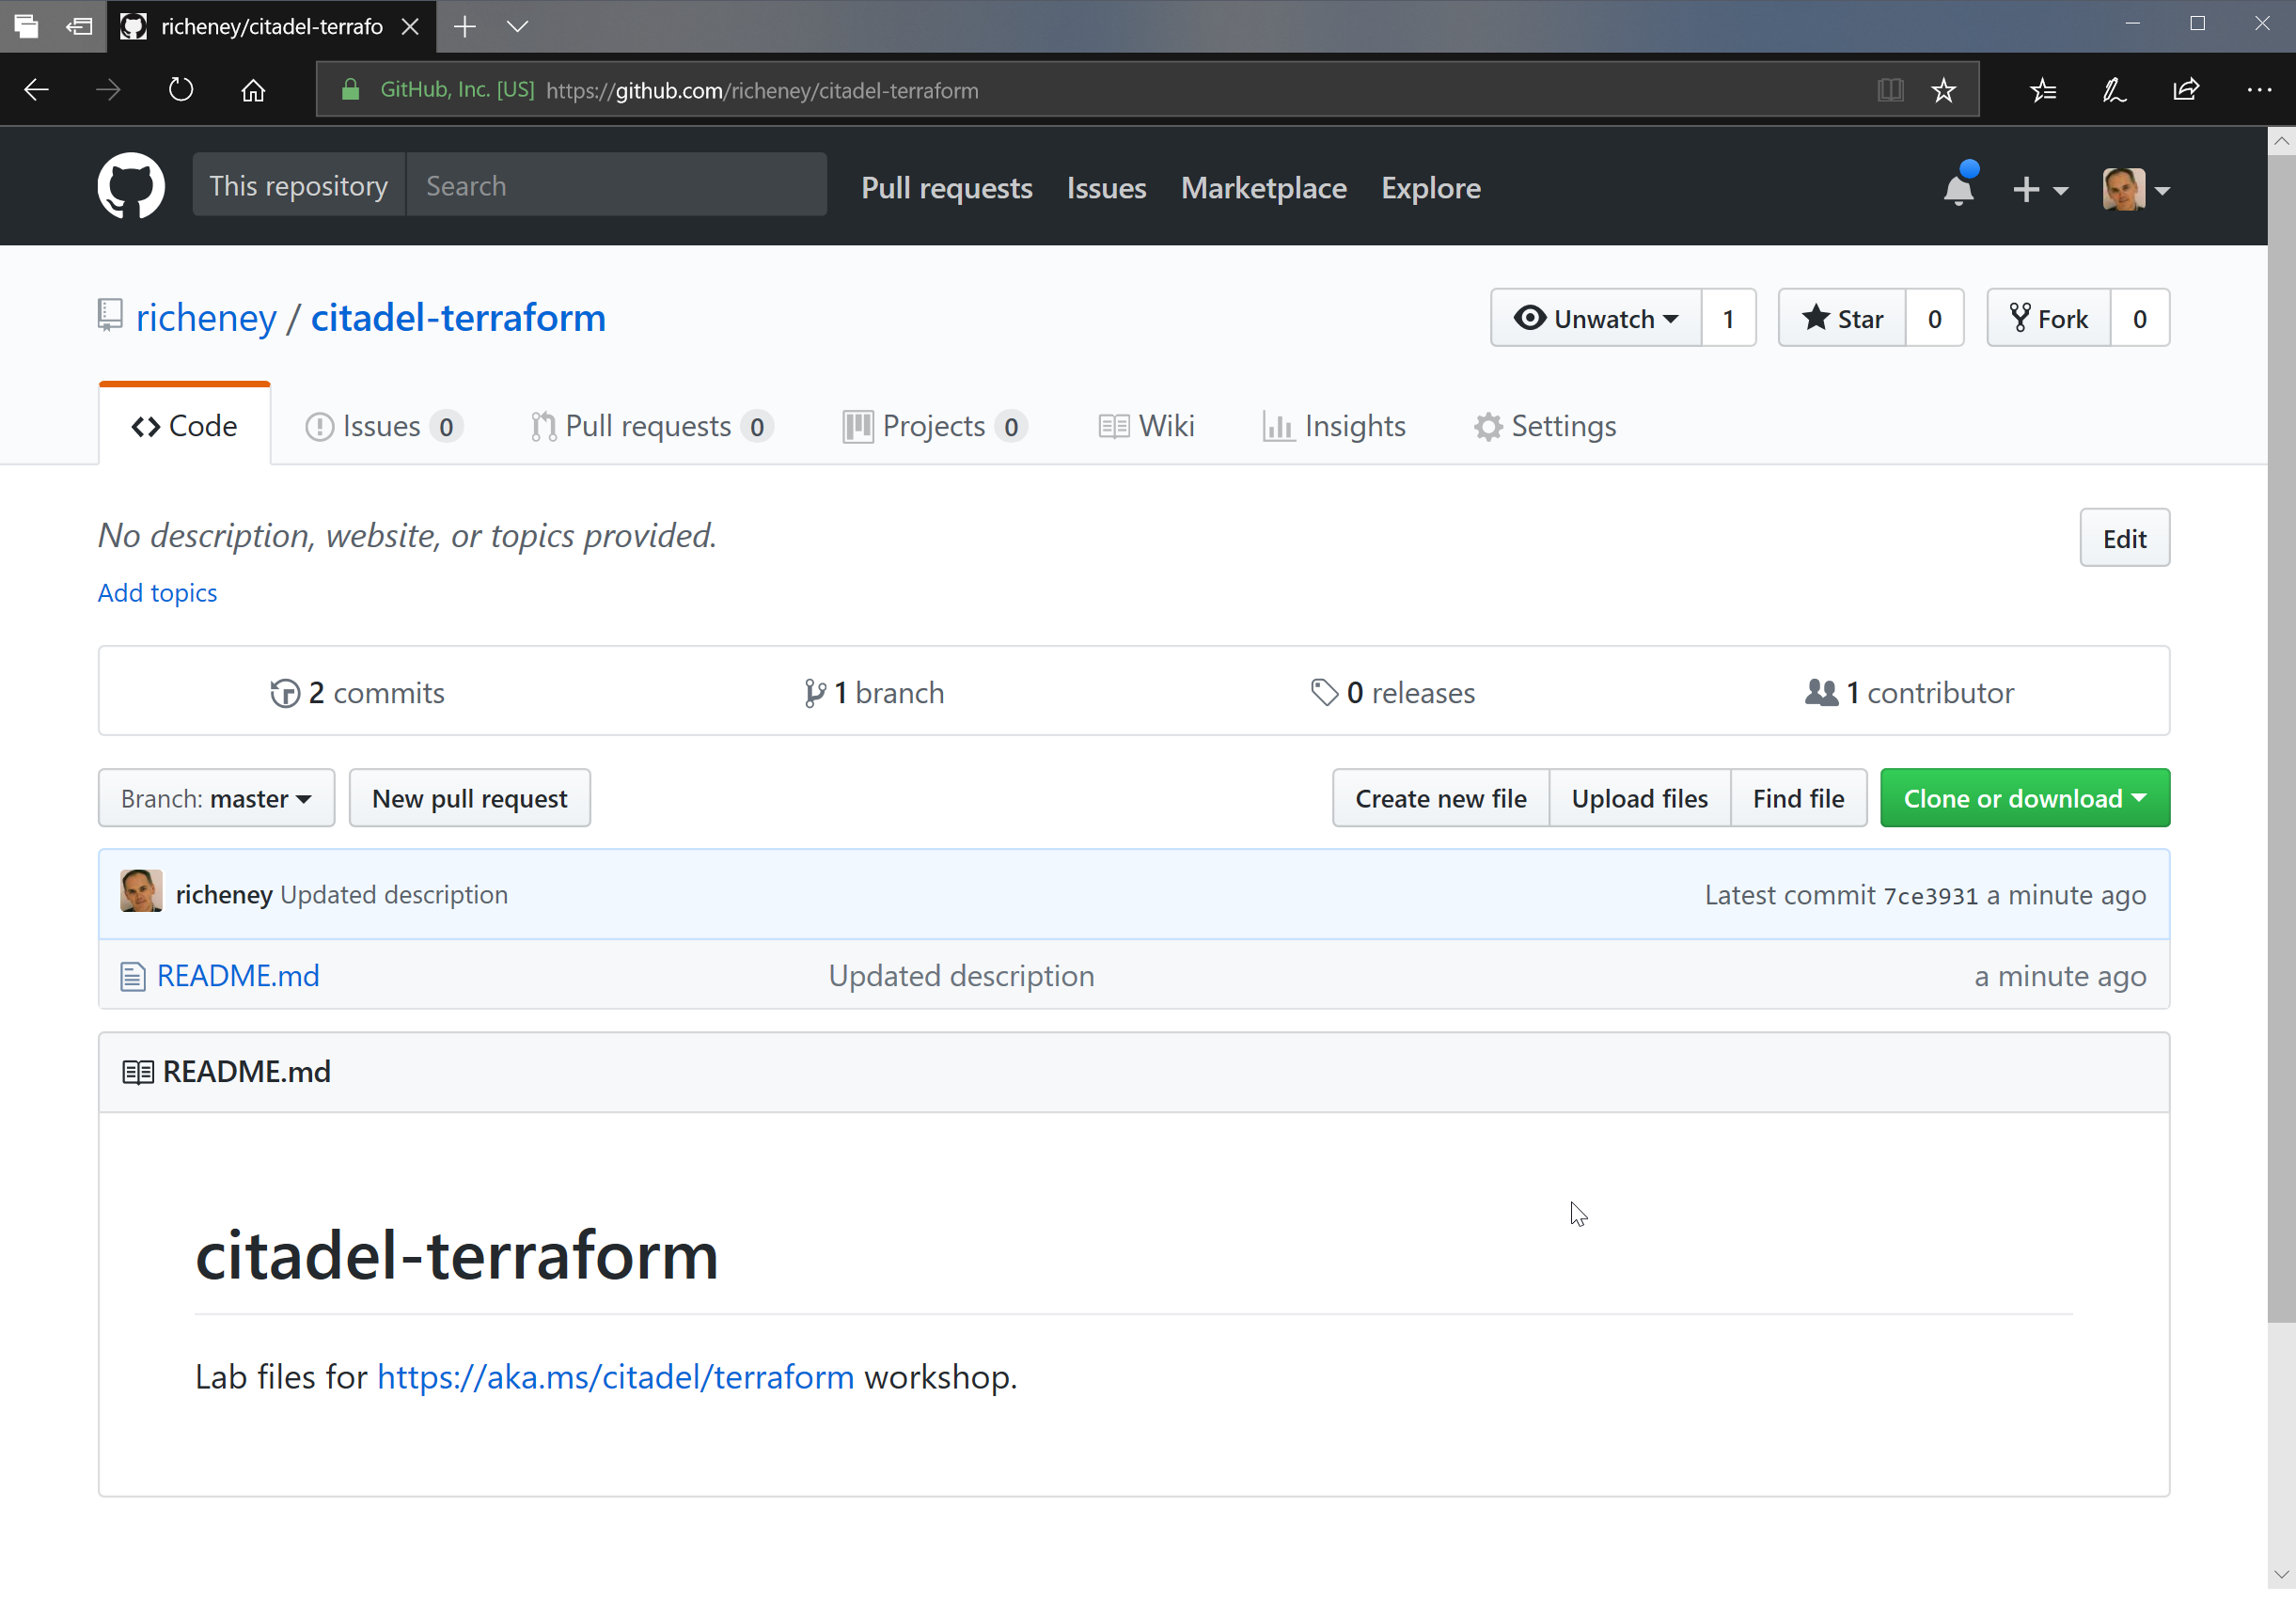 richeney/citadel-terrafo
GitHub, Inc. [US] https://github.com/richeney/citadel-terraform
This repository Search Pull requests Issues Marketplace Explore
richeney / citadel-terraform Unwatch 1 Star 0 Fork 0
Code Issues 0 Pull requests 0 Projects 0 Wiki Insights Settings
No description, website, or topics provided. Edit
Add topics
2 commits 1 branch 0 releases 1 contributor
Branch: master New pull request Create new file Upload files Find file Clone or download
richeney Updated description Latest commit 7ce3931 a minute ago
README.md Updated description a minute ago
README.md
citadel-terraform
Lab files for https://aka.ms/citadel/terraform workshop.